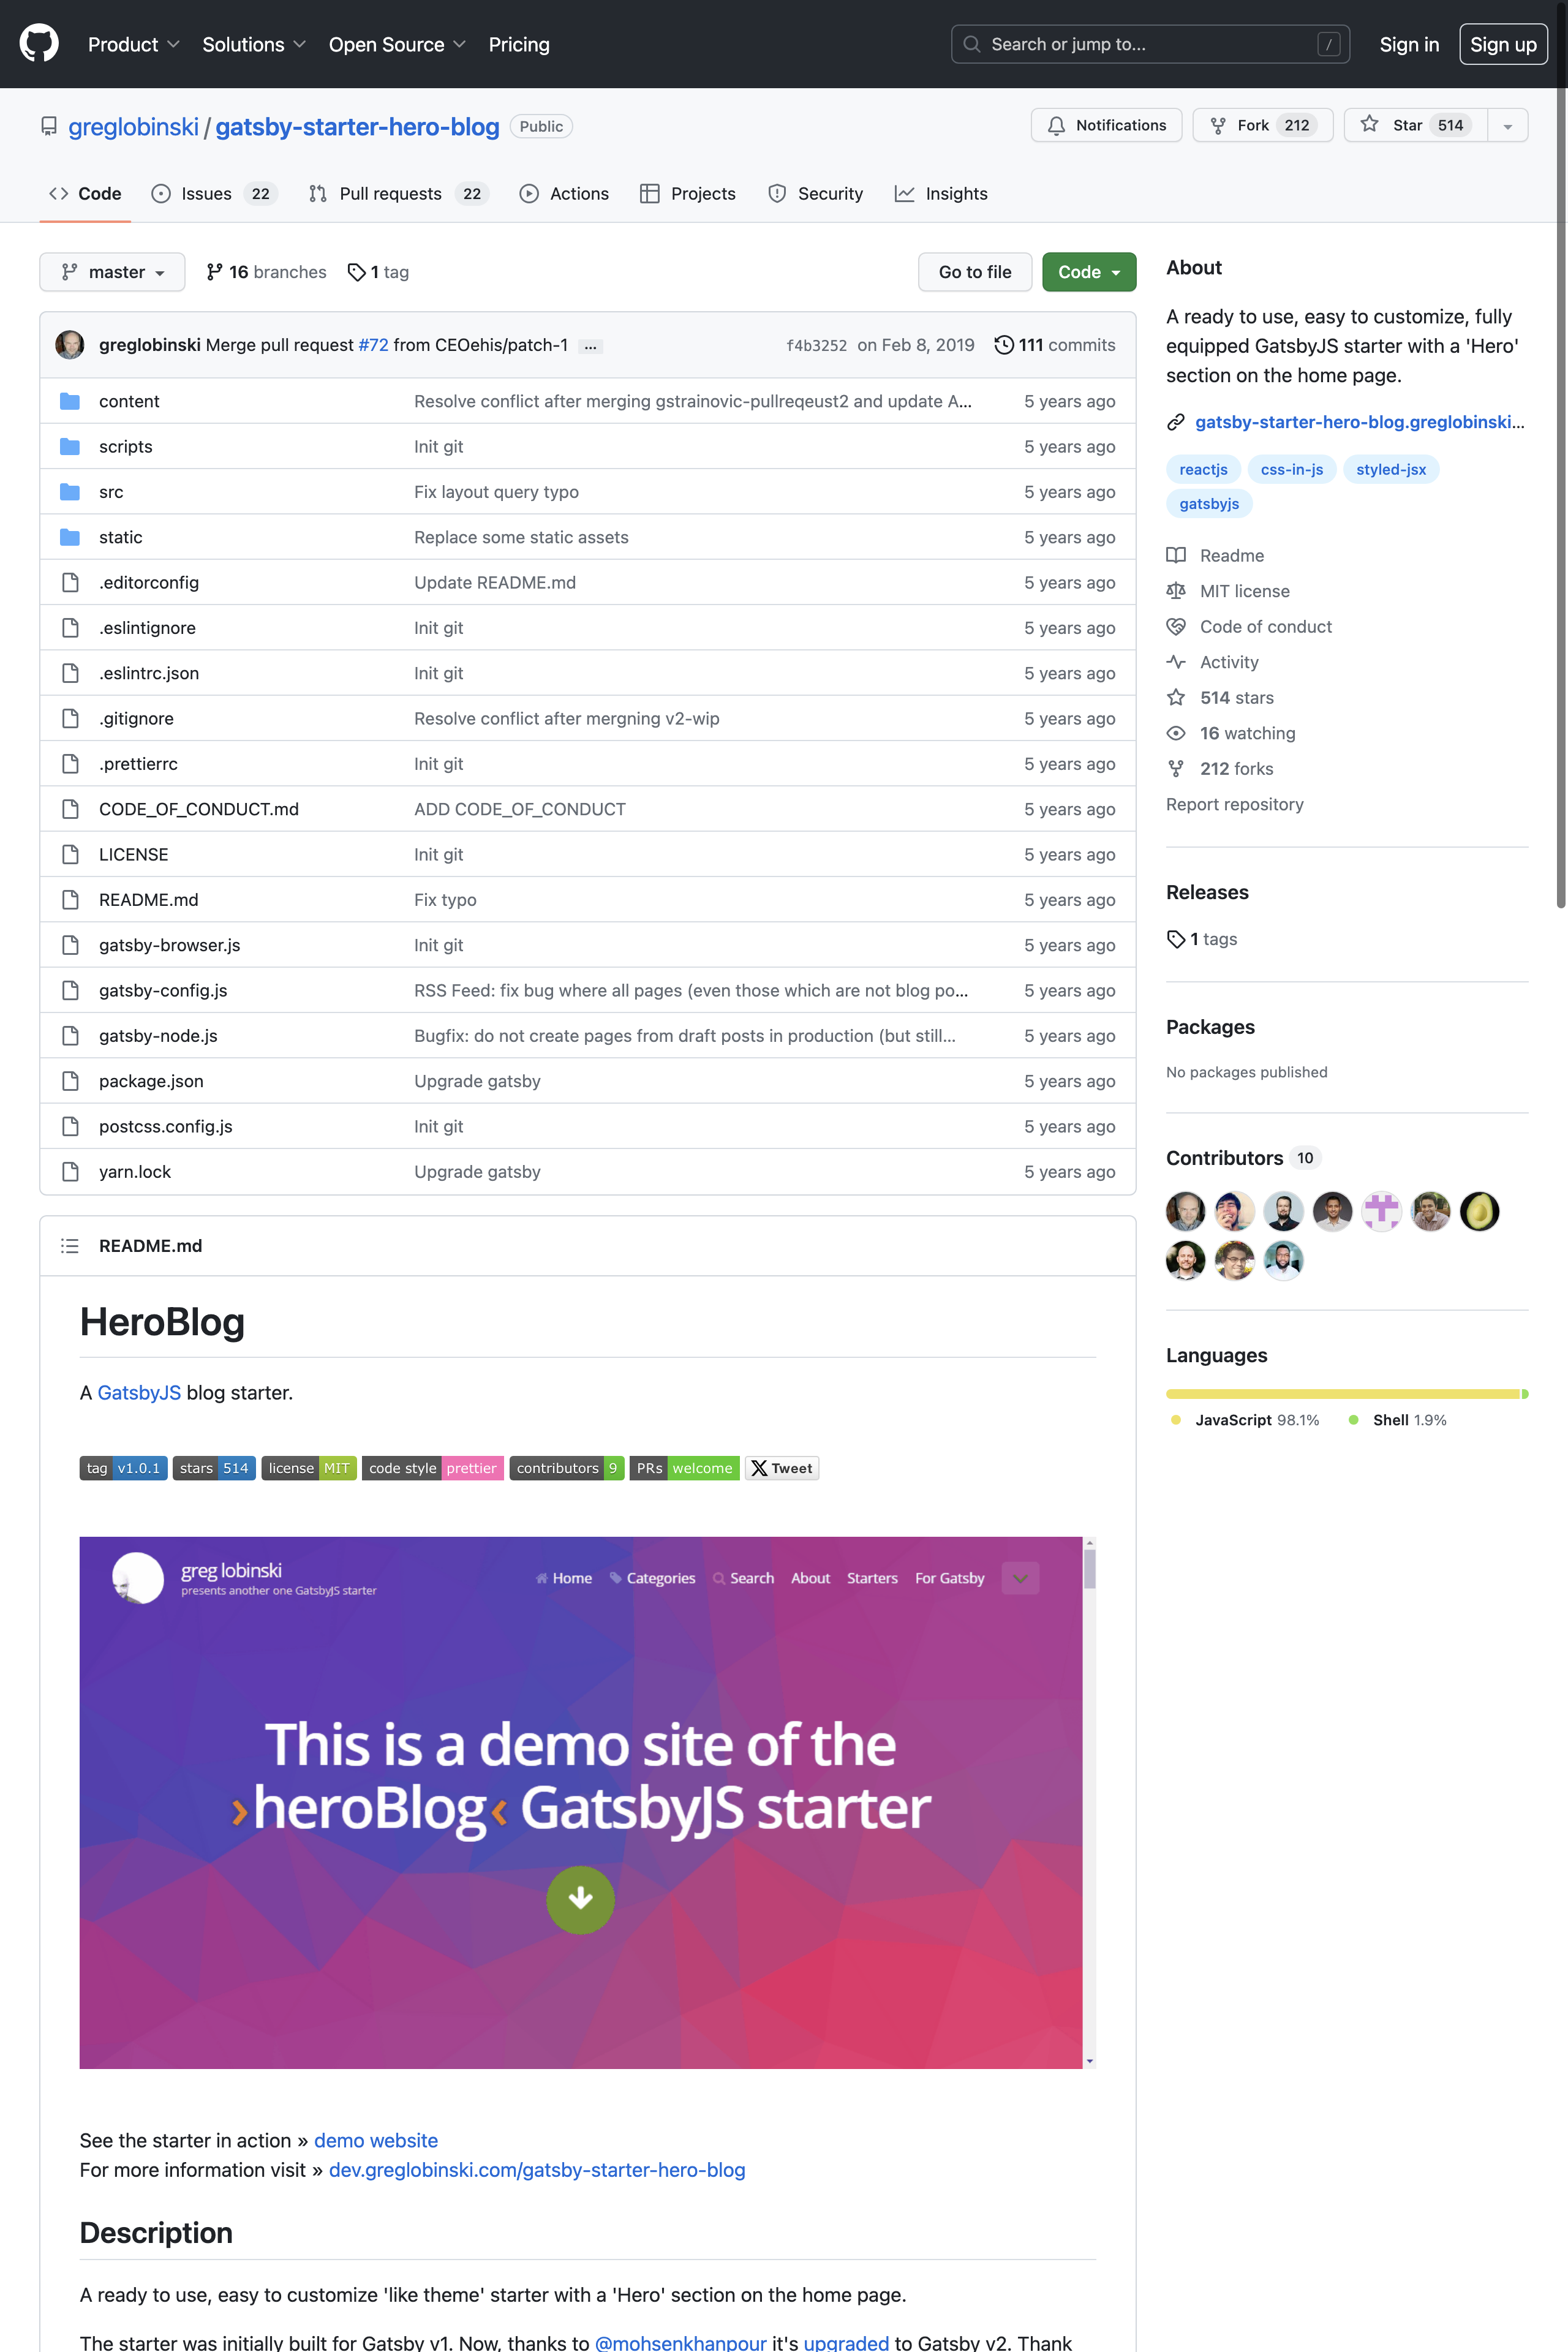 Product Solutions Open Source Pricing Search or jump to... / Sign in Sign up
greglobinski / gatsby-starter-hero-blog Public Notifications Fork 212 Star 514
Code Issues 22 Pull requests 22 Actions Projects Security Insights
master 16 branches 1 tag Go to file Code
greglobinski Merge pull request #72 from CEOehis/patch-1 ... f4b3252 on Feb 8, 2019 111 commits
content Resolve conflict after merging gstrainovic-pullreqeust2 and update A... 5 years ago
scripts Init git 5 years ago
src Fix layout query typo 5 years ago
static Replace some static assets 5 years ago
.editorconfig Update README.md 5 years ago
.eslintignore Init git 5 years ago
.eslintrc.json Init git 5 years ago
.gitignore Resolve conflict after mergning v2-wip 5 years ago
.prettierrc Init git 5 years ago
CODE_OF_CONDUCT.md ADD CODE_OF_CONDUCT 5 years ago
LICENSE Init git 5 years ago
README.md Fix typo 5 years ago
gatsby-browser.js Init git 5 years ago
gatsby-config.js RSS Feed: fix bug where all pages (even those which are not blog po... 5 years ago
gatsby-node.js Bugfix: do not create pages from draft posts in production (but still... 5 years ago
package.json Upgrade gatsby 5 years ago
postcss.config.js Init git 5 years ago
yarn.lock Upgrade gatsby 5 years ago
README.md
HeroBlog
A GatsbyJS blog starter.
tag v1.0.1 stars 514 license MIT code style prettier contributors 9 PRs welcome Tweet
greg lobinski
presents another one GatsbyJS starter
Home Categories Search About Starters For Gatsby
This is a demo site of the
›heroBlog‹ GatsbyJS starter
See the starter in action » demo website
For more information visit » dev.greglobinski.com/gatsby-starter-hero-blog
Description
A ready to use, easy to customize 'like theme' starter with a 'Hero' section on the home page.
The starter was initially built for Gatsby v1. Now, thanks to @mohsenkhanpour it's upgraded to Gatsby v2. Thank
About
A ready to use, easy to customize, fully
equipped GatsbyJS starter with a 'Hero'
section on the home page.
gatsby-starter-hero-blog.greglobinski...
reactjs css-in-js styled-jsx
gatsbyjs
Readme
MIT license
Code of conduct
Activity
514 stars
16 watching
212 forks
Report repository
Releases
1 tags
Packages
No packages published
Contributors 10
Languages
JavaScript 98.1% Shell 1.9%